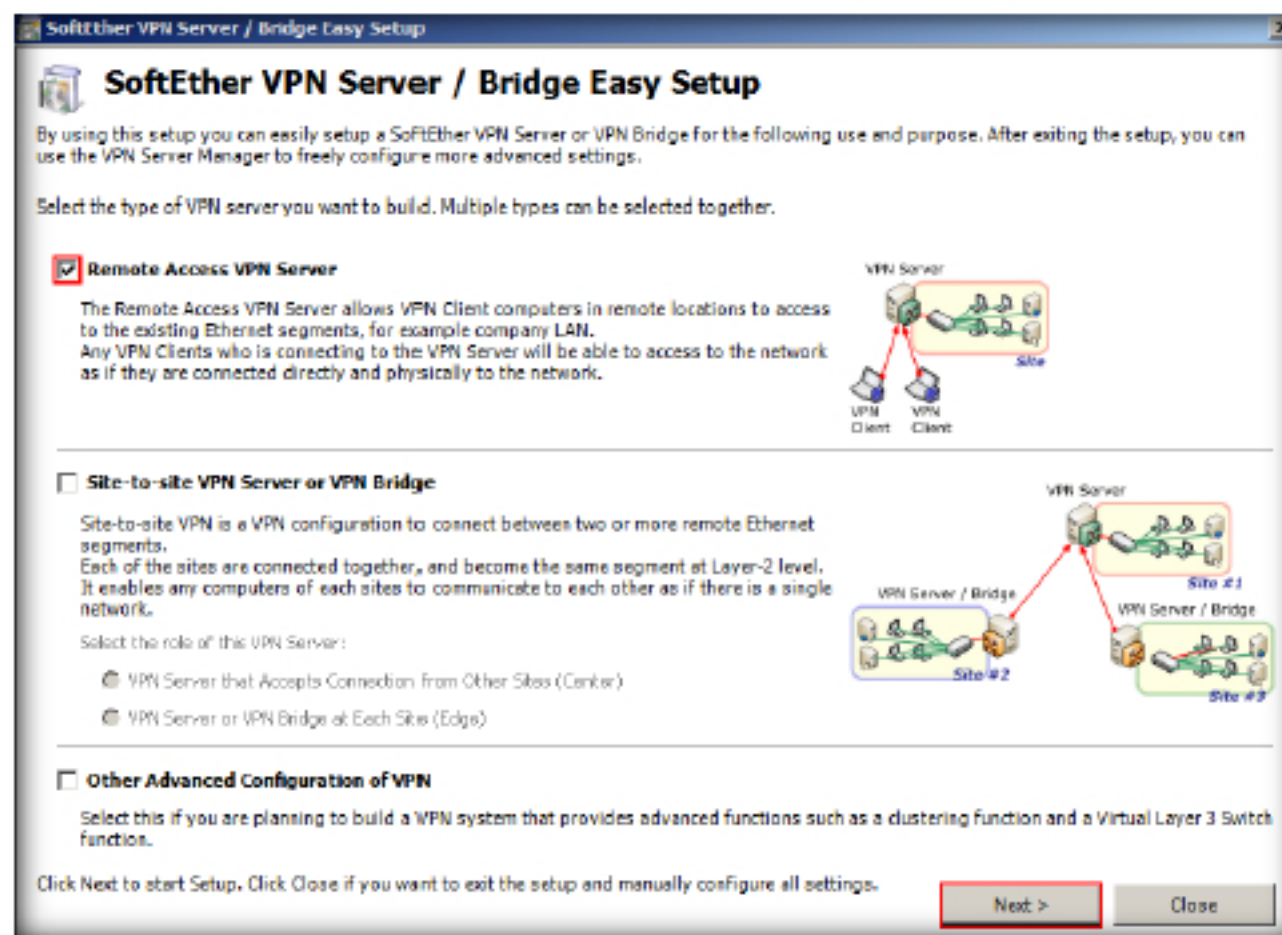 SoftEther VPN Server / Bridge Easy Setup
SoftEther VPN Server / Bridge Easy Setup
By using this setup you can easily setup a SoftEther VPN Server or VPN Bridge for the following use and purpose. After exiting the setup, you can
use the VPN Server Manager to freely configure more advanced settings.
Select the type of VPN server you want to build. Multiple types can be selected together.
Remote Access VPN Server
The Remote Access VPN Server allows VPN Client computers in remote locations to access
to the existing Ethernet segments, for example company LAN.
Any VPN Clients who is connecting to the VPN Server will be able to access to the network
as if they are connected directly and physically to the network.
VPN Server
Site
VPN Client
VPN Client
Site-to-site VPN Server or VPN Bridge
Site-to-site VPN is a VPN configuration to connect between two or more remote Ethernet
segments.
Each of the sites are connected together, and become the same segment at Layer-2 level.
It enables any computers of each sites to communicate to each other as if there is a single
network.
Select the role of this VPN Server:
VPN Server that Accepts Connection from Other Sites (Center)
VPN Server or VPN Bridge at Each Site (Edge)
VPN Server
Site #1
VPN Server / Bridge
Site #2
VPN Server / Bridge
Site #3
Other Advanced Configuration of VPN
Select this if you are planning to build a VPN system that provides advanced functions such as a clustering function and a Virtual Layer 3 Switch
function.
Click Next to start Setup. Click Close if you want to exit the setup and manually configure all settings.
Next >
Close